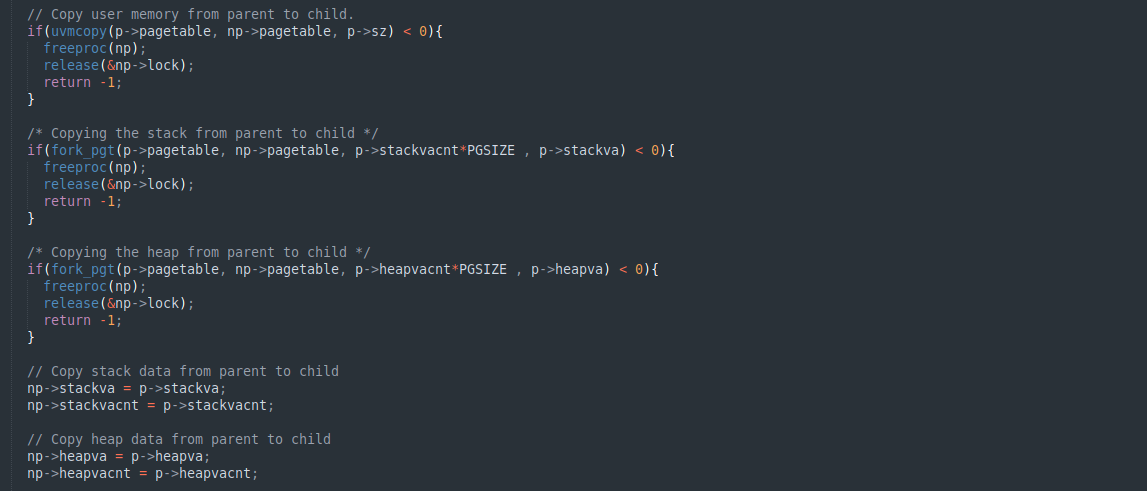 // Copy user memory from parent to child.
if(uvmcopy(p->pagetable, np->pagetable, p->sz) < 0){
  freeproc(np);
  release(&np->lock);
  return -1;
}

/* Copying the stack from parent to child */
if(fork_pgt(p->pagetable, np->pagetable, p->stackvacnt*PGSIZE , p->stackva) < 0){
  freeproc(np);
  release(&np->lock);
  return -1;
}

/* Copying the heap from parent to child */
if(fork_pgt(p->pagetable, np->pagetable, p->heapvacnt*PGSIZE , p->heapva) < 0){
  freeproc(np);
  release(&np->lock);
  return -1;
}

// Copy stack data from parent to child
np->stackva = p->stackva;
np->stackvacnt = p->stackvacnt;

// Copy heap data from parent to child
np->heapva = p->heapva;
np->heapvacnt = p->heapvacnt;